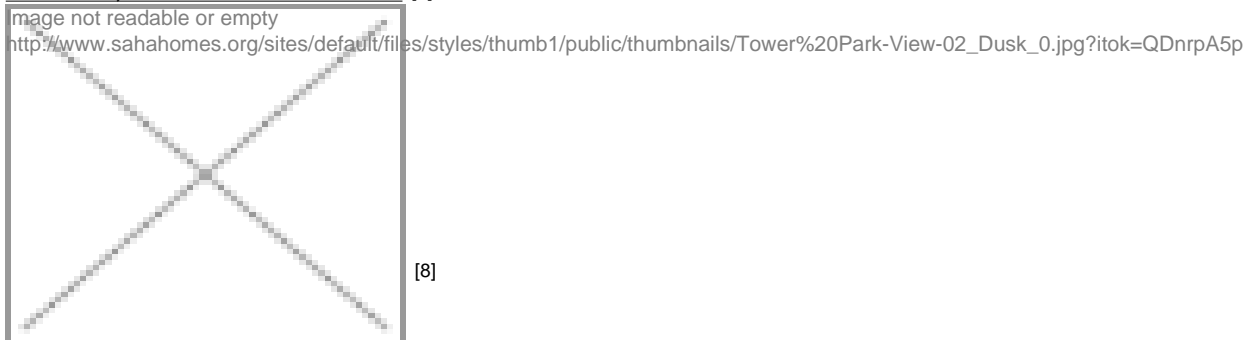 Image not readable or empty
http://www.sahahomes.org/sites/default/files/styles/thumb1/public/thumbnails/Tower%20Park-View-02_Dusk_0.jpg?itok=QDnrpA5p
[8]